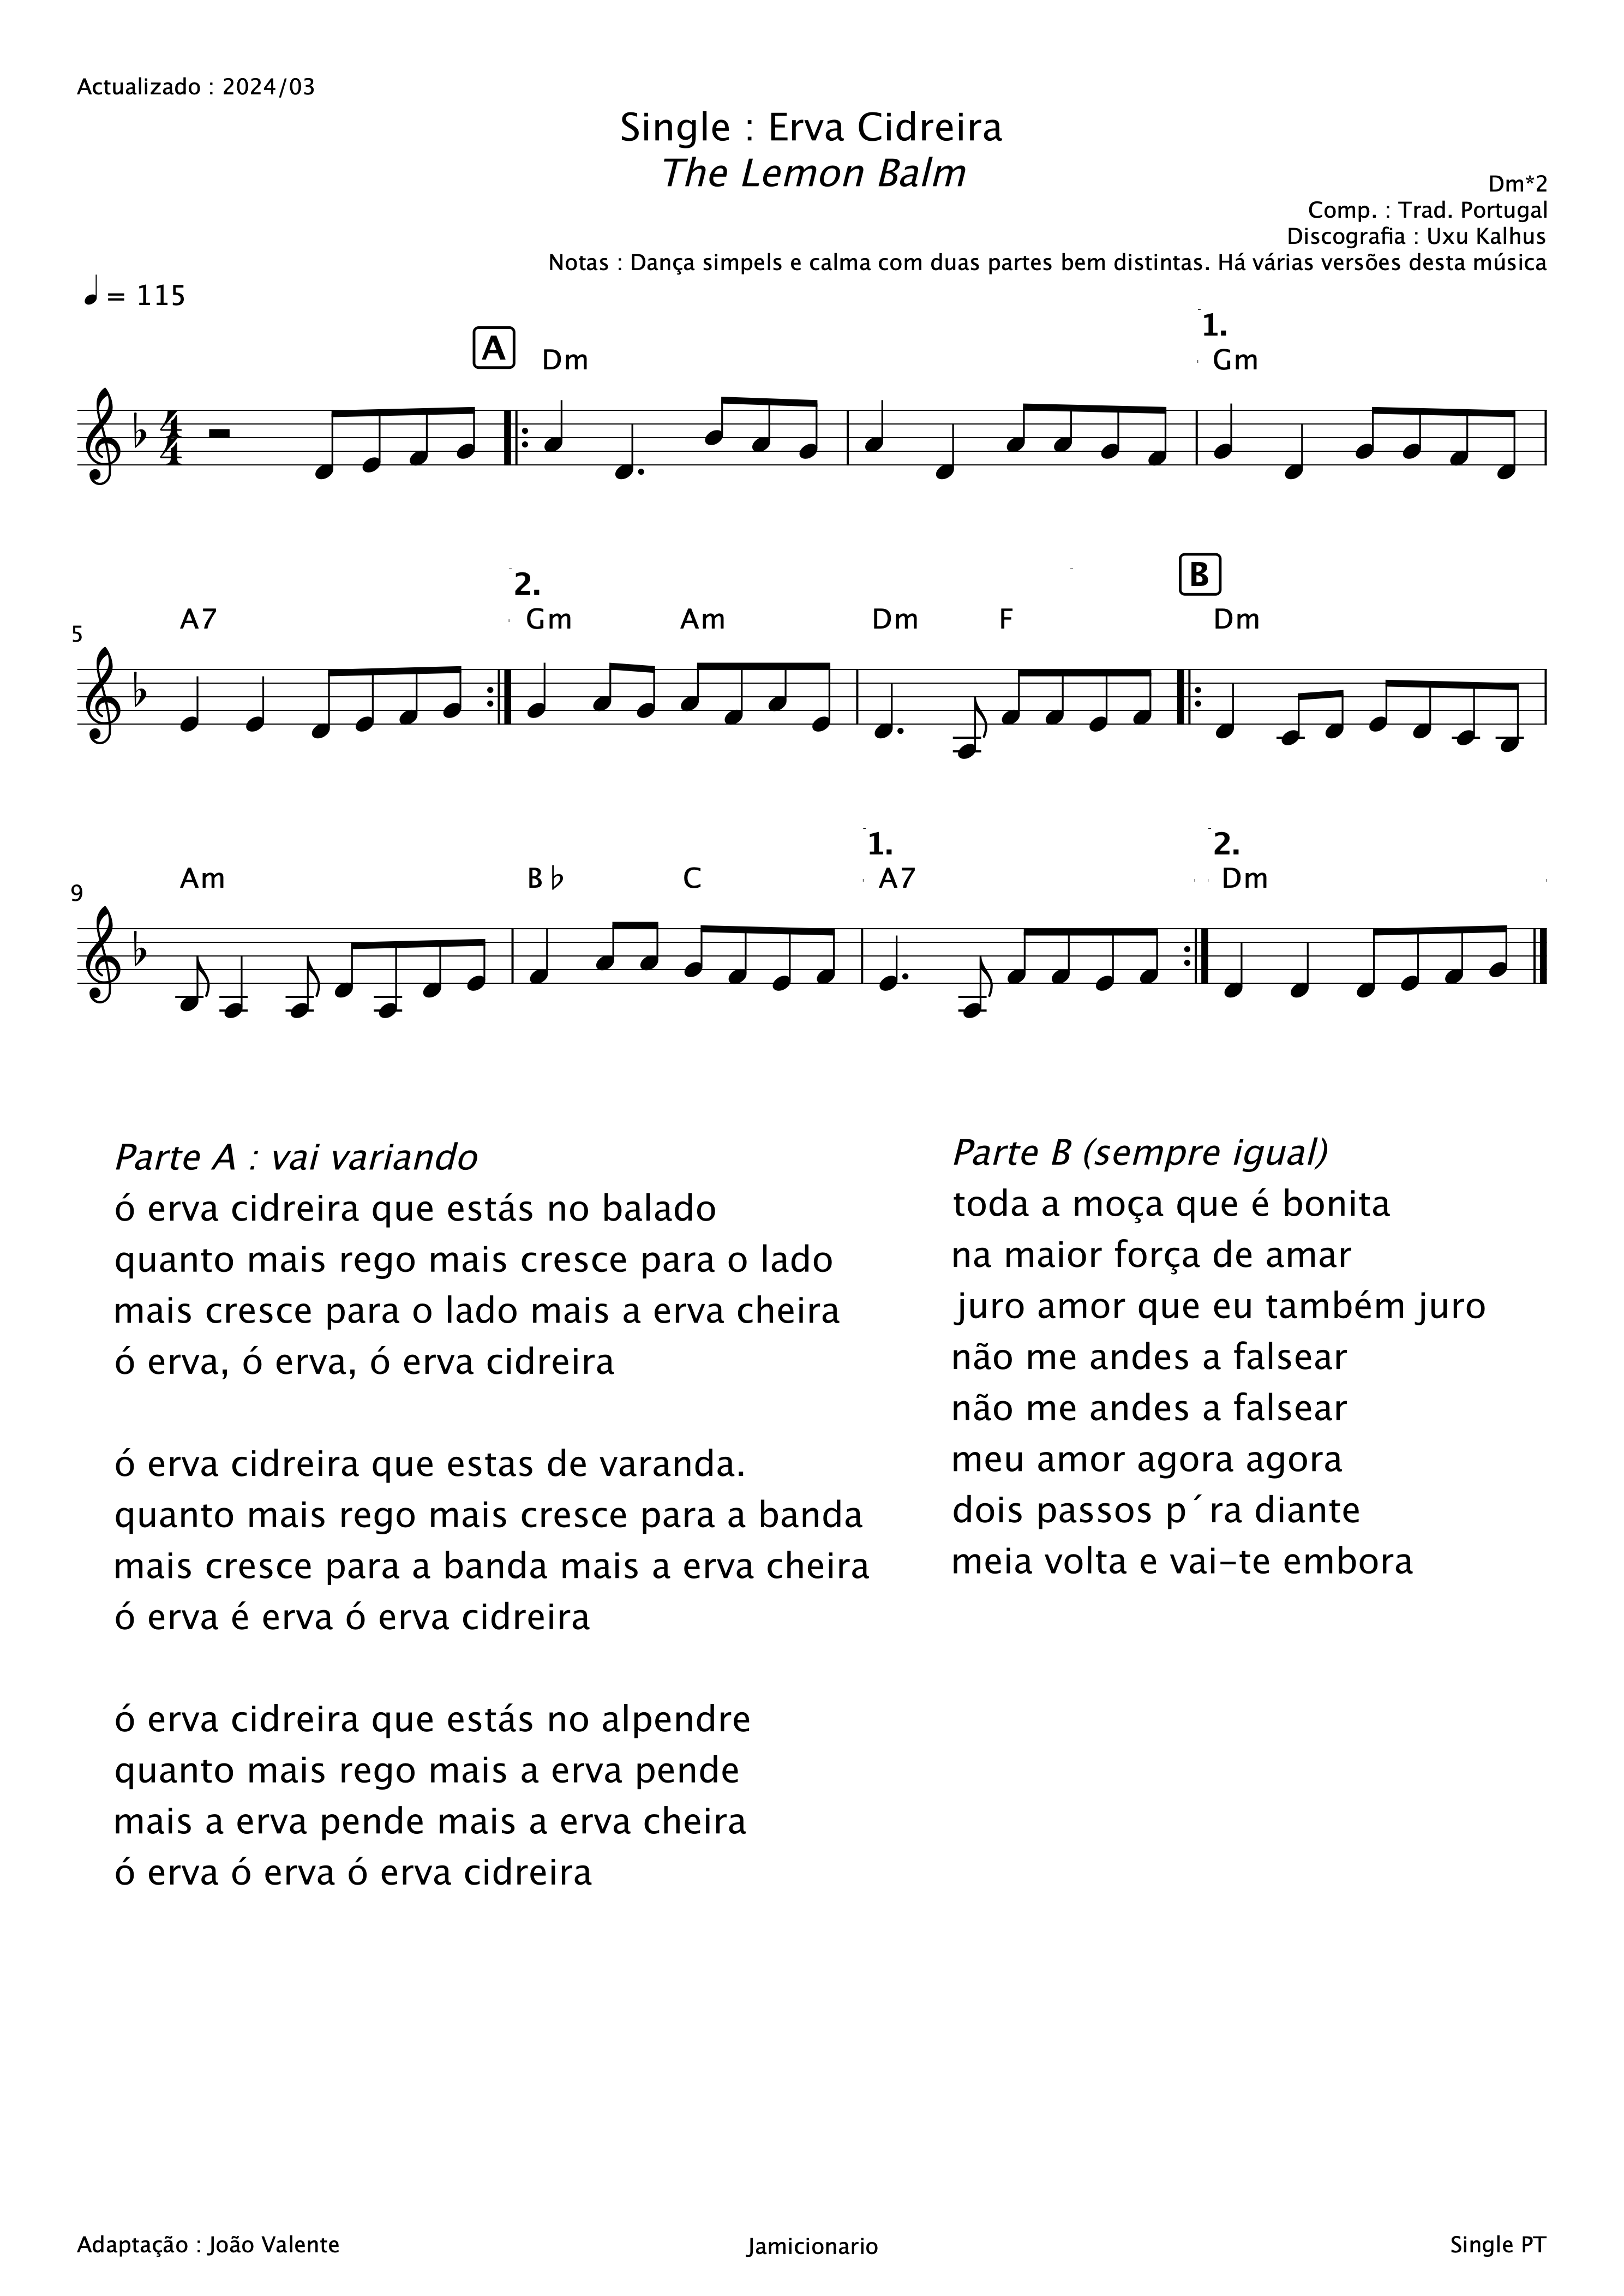 Actualizado : 2024/03
Single : Erva Cidreira
The Lemon Balm
Dm*2
Comp. : Trad. Portugal
Discografia : Uxu Kalhus
Notas : Dança simpels e calma com duas partes bem distintas. Há várias versões desta música
= 115
A Dm 1. Gm
4/4
5 A7 2. Gm Am Dm F B Dm
9 Am B♭ C 1. A7 2. Dm
Parte A : vai variando
ó erva cidreira que estás no balado
quanto mais rego mais cresce para o lado
mais cresce para o lado mais a erva cheira
ó erva, ó erva, ó erva cidreira
ó erva cidreira que estas de varanda.
quanto mais rego mais cresce para a banda
mais cresce para a banda mais a erva cheira
ó erva é erva ó erva cidreira
ó erva cidreira que estás no alpendre
quanto mais rego mais a erva pende
mais a erva pende mais a erva cheira
ó erva ó erva ó erva cidreira
Parte B (sempre igual)
toda a moça que é bonita
na maior força de amar
juro amor que eu também juro
não me andes a falsear
não me andes a falsear
meu amor agora agora
dois passos p´ra diante
meia volta e vai-te embora
Adaptação : João Valente
Jamicionario
Single PT